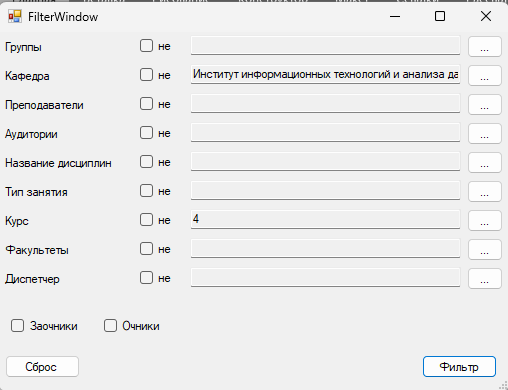 FilterWindow
Группы не ...
Кафедра не Институт информационных технологий и анализа да ...
Преподаватели не ...
Аудитории не ...
Название дисциплин не ...
Тип занятия не ...
Курс не 4 ...
Факультеты не ...
Диспетчер не ...
Заочники Очники
Сброс Фильтр